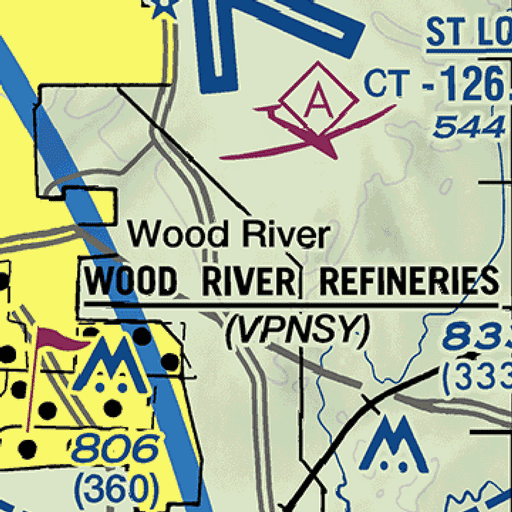 ST LO
A
CT - 126.
544
Wood River
WOOD RIVER REFINERIES
(VPNSY)
833
(333
806
(360)